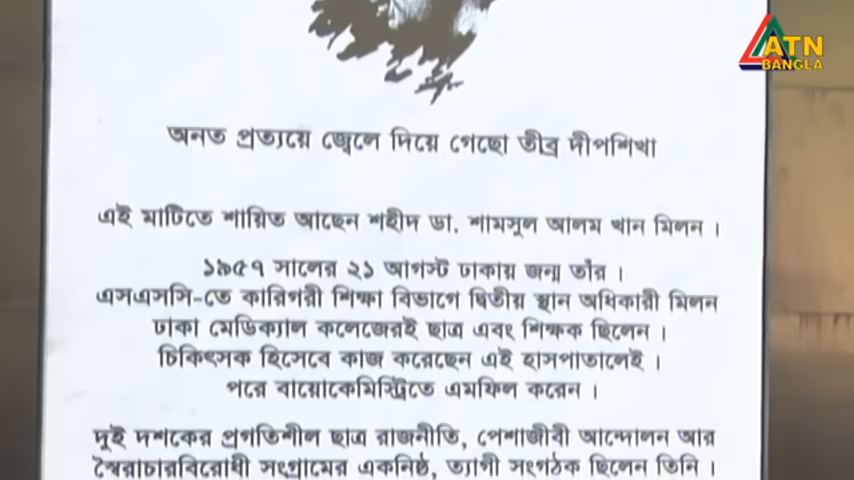 ATN
BANGLA
অনত প্রত্যয়ে জ্বেলে দিয়ে গেছো তীব্র দীপশিখা
এই মাটিতে শায়িত আছেন শহীদ ডা. শামসুল আলম খান মিলন ।
১৯৫৭ সালের ২১ আগস্ট ঢাকায় জন্ম তাঁর ।
এসএসসি-তে কারিগরী শিক্ষা বিভাগে দ্বিতীয় স্থান অধিকারী মিলন
ঢাকা মেডিক্যাল কলেজেরই ছাত্র এবং শিক্ষক ছিলেন ।
চিকিৎসক হিসেবে কাজ করেছেন এই হাসপাতালেই ।
পরে বায়োকেমিস্ট্রিতে এমফিল করেন ।
দুই দশকের প্রগতিশীল ছাত্র রাজনীতি, পেশাজীবী আন্দোলন আর
স্বৈরাচারবিরোধী সংগ্রামের একনিষ্ঠ, ত্যাগী সংগঠক ছিলেন তিনি ।